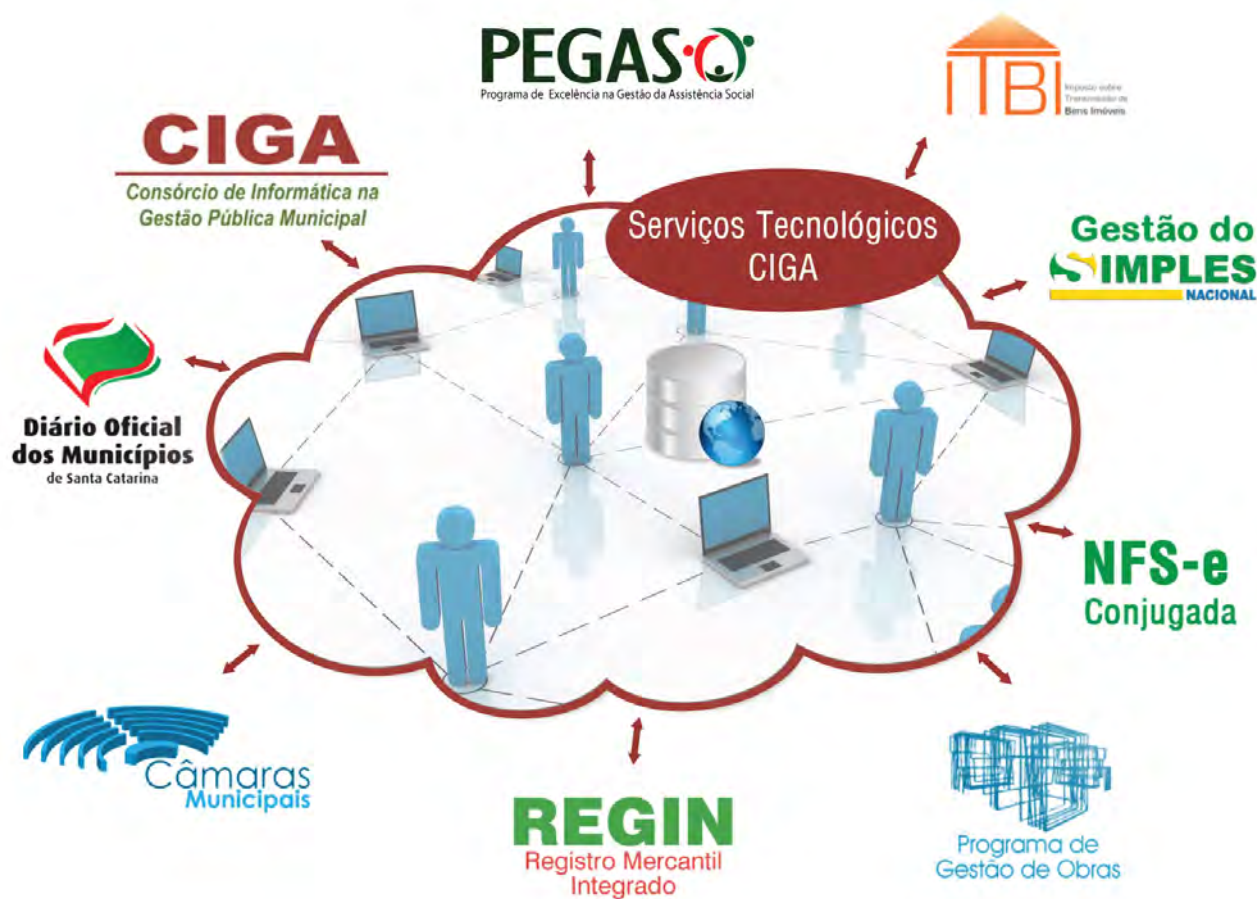 PEGASO
Programa de Excelência na Gestão da Assistência Social
ITBI
Imposto sobre
Transmissão de
Bens Imóveis
CIGA
Consórcio de Informática na
Gestão Pública Municipal
Serviços Tecnológicos
CIGA
Gestão do
SIMPLES
NACIONAL
Diário Oficial
dos Municípios
de Santa Catarina
NFS-e
Conjugada
Câmaras
Municipais
REGIN
Registro Mercantil
Integrado
Programa de
Gestão de Obras